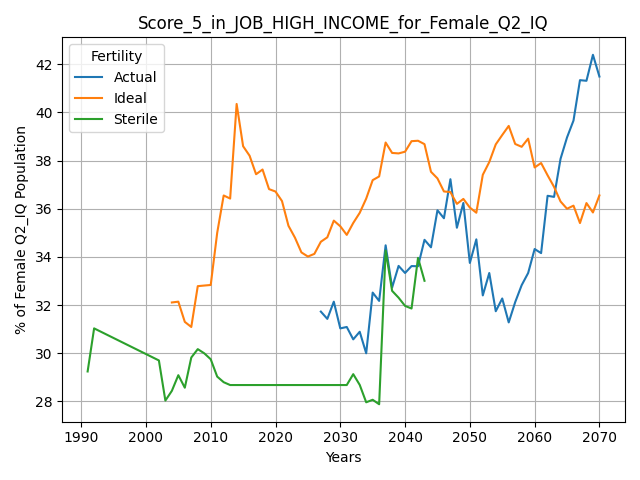 Score_5_in_JOB_HIGH_INCOME_for_Female_Q2_IQ
Fertility
Actual
Ideal
Sterile
% of Female Q2_IQ Population
42
40
38
36
34
32
30
28
1990 2000 2010 2020 2030 2040 2050 2060 2070
Years